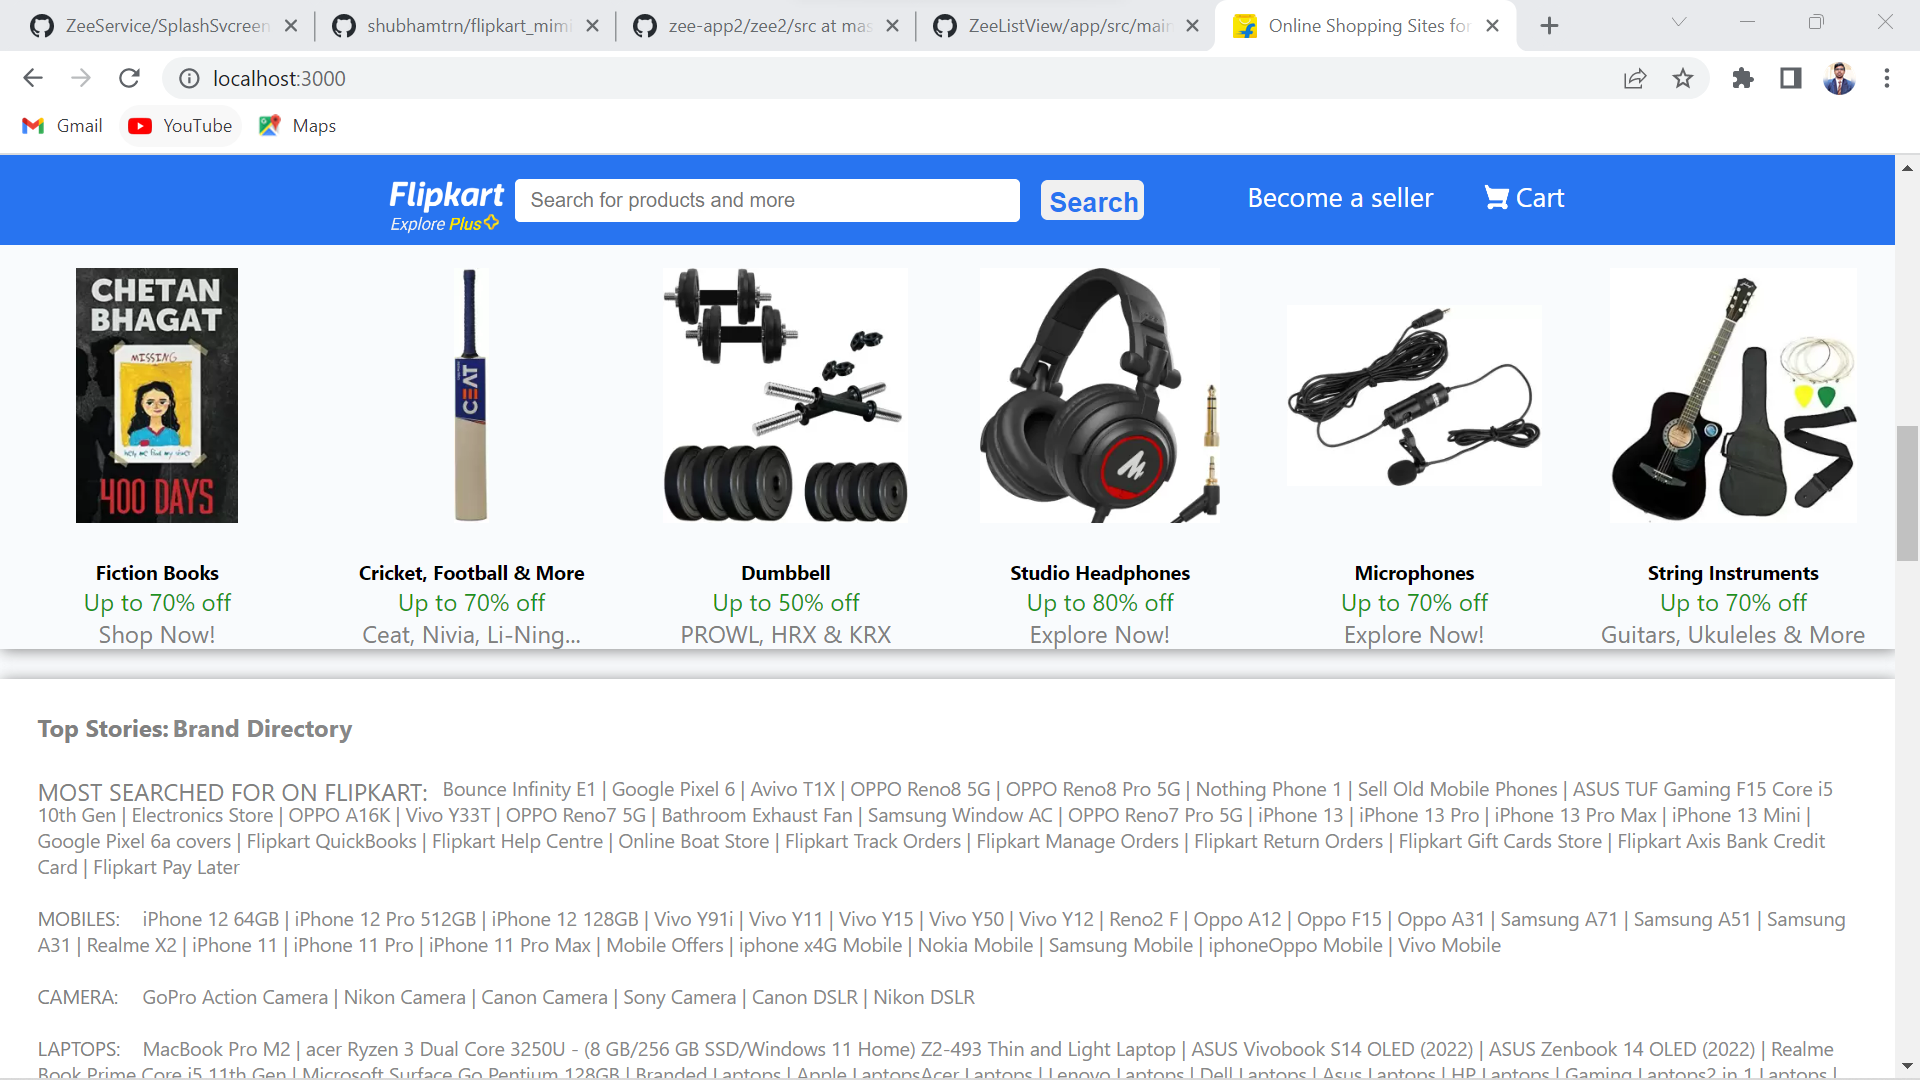 ZeeService/SplashSvcreen
shubhamtrn/flipkart_mimi
zee-app2/zee2/src at mas
ZeeListView/app/src/main
Online Shopping Sites for
localhost:3000
Gmail
YouTube
Maps
Flipkart
Explore Plus
Search for products and more
Search
Become a seller
Cart
CHETAN
BHAGAT
MISSING
400 DAYS
CEAT
Fiction Books
Up to 70% off
Shop Now!
Cricket, Football & More
Up to 70% off
Ceat, Nivia, Li-Ning...
Dumbbell
Up to 50% off
PROWL, HRX & KRX
Studio Headphones
Up to 80% off
Explore Now!
Microphones
Up to 70% off
Explore Now!
String Instruments
Up to 70% off
Guitars, Ukuleles & More
Top Stories: Brand Directory
MOST SEARCHED FOR ON FLIPKART: Bounce Infinity E1 | Google Pixel 6 | Avivo T1X | OPPO Reno8 5G | OPPO Reno8 Pro 5G | Nothing Phone 1 | Sell Old Mobile Phones | ASUS TUF Gaming F15 Core i5
10th Gen | Electronics Store | OPPO A16K | Vivo Y33T | OPPO Reno7 5G | Bathroom Exhaust Fan | Samsung Window AC | OPPO Reno7 Pro 5G | iPhone 13 | iPhone 13 Pro | iPhone 13 Pro Max | iPhone 13 Mini |
Google Pixel 6a covers | Flipkart QuickBooks | Flipkart Help Centre | Online Boat Store | Flipkart Track Orders | Flipkart Manage Orders | Flipkart Return Orders | Flipkart Gift Cards Store | Flipkart Axis Bank Credit
Card | Flipkart Pay Later
MOBILES: iPhone 12 64GB | iPhone 12 Pro 512GB | iPhone 12 128GB | Vivo Y91i | Vivo Y11 | Vivo Y15 | Vivo Y50 | Vivo Y12 | Reno2 F | Oppo A12 | Oppo F15 | Oppo A31 | Samsung A71 | Samsung A51 | Samsung
A31 | Realme X2 | iPhone 11 | iPhone 11 Pro | iPhone 11 Pro Max | Mobile Offers | iphone x4G Mobile | Nokia Mobile | Samsung Mobile | iphoneOppo Mobile | Vivo Mobile
CAMERA: GoPro Action Camera | Nikon Camera | Canon Camera | Sony Camera | Canon DSLR | Nikon DSLR
LAPTOPS: MacBook Pro M2 | acer Ryzen 3 Dual Core 3250U - (8 GB/256 GB SSD/Windows 11 Home) Z2-493 Thin and Light Laptop | ASUS Vivobook S14 OLED (2022) | ASUS Zenbook 14 OLED (2022) | Realme
Book Prime Core i5 11th Gen | Microsoft Surface Go Pentium 128GB | Branded Laptops | Apple LaptopsAcer Laptops | Lenovo Laptops | Dell Laptops | Asus Laptops | HP Laptops | Gaming Laptops2 in 1 Laptops |